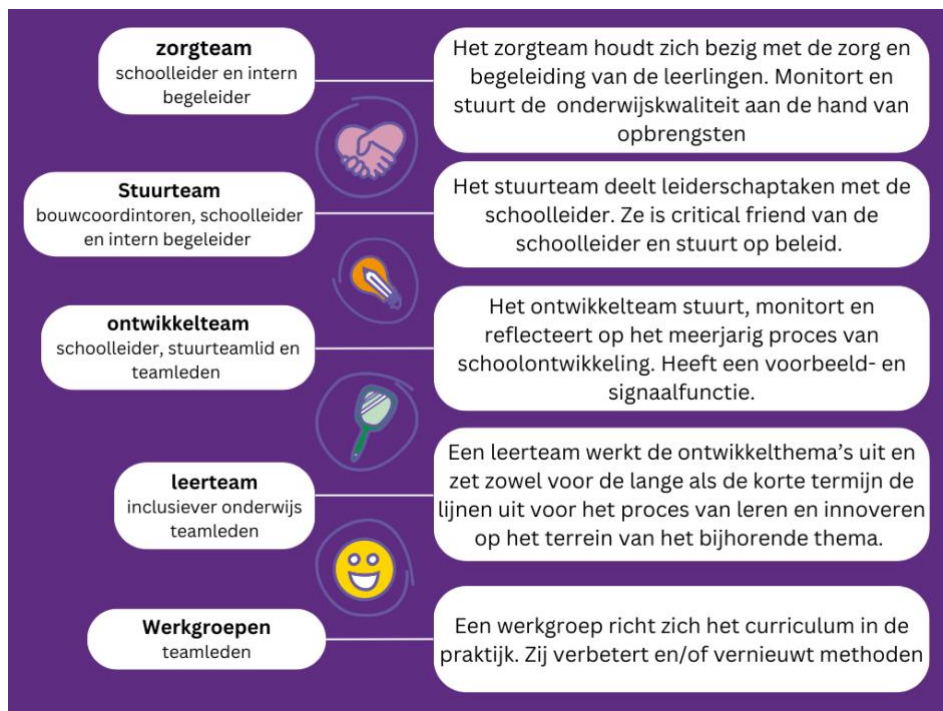 zorgteam
schoolleider en intern
begeleider
Het zorgteam houdt zich bezig met de zorg en
begeleiding van de leerlingen. Monitort en
stuurt de onderwijskwaliteit aan de hand van
opbrengsten
Stuurteam
bouwcoordintoren, schoolleider
en intern begeleider
Het stuurteam deelt leiderschaptaken met de
schoolleider. Ze is critical friend van de
schoolleider en stuurt op beleid.
ontwikkelteam
schoolleider, stuurteamlid en
teamleden
Het ontwikkelteam stuurt, monitort en
reflecteert op het meerjarig proces van
schoolontwikkeling. Heeft een voorbeeld- en
signaalfunctie.
leerteam
inclusiever onderwijs
teamleden
Een leerteam werkt de ontwikkelthema’s uit en
zet zowel voor de lange als de korte termijn de
lijnen uit voor het proces van leren en innoveren
op het terrein van het bijhorende thema.
Werkgroepen
teamleden
Een werkgroep richt zich het curriculum in de
praktijk. Zij verbetert en/of vernieuwt methoden